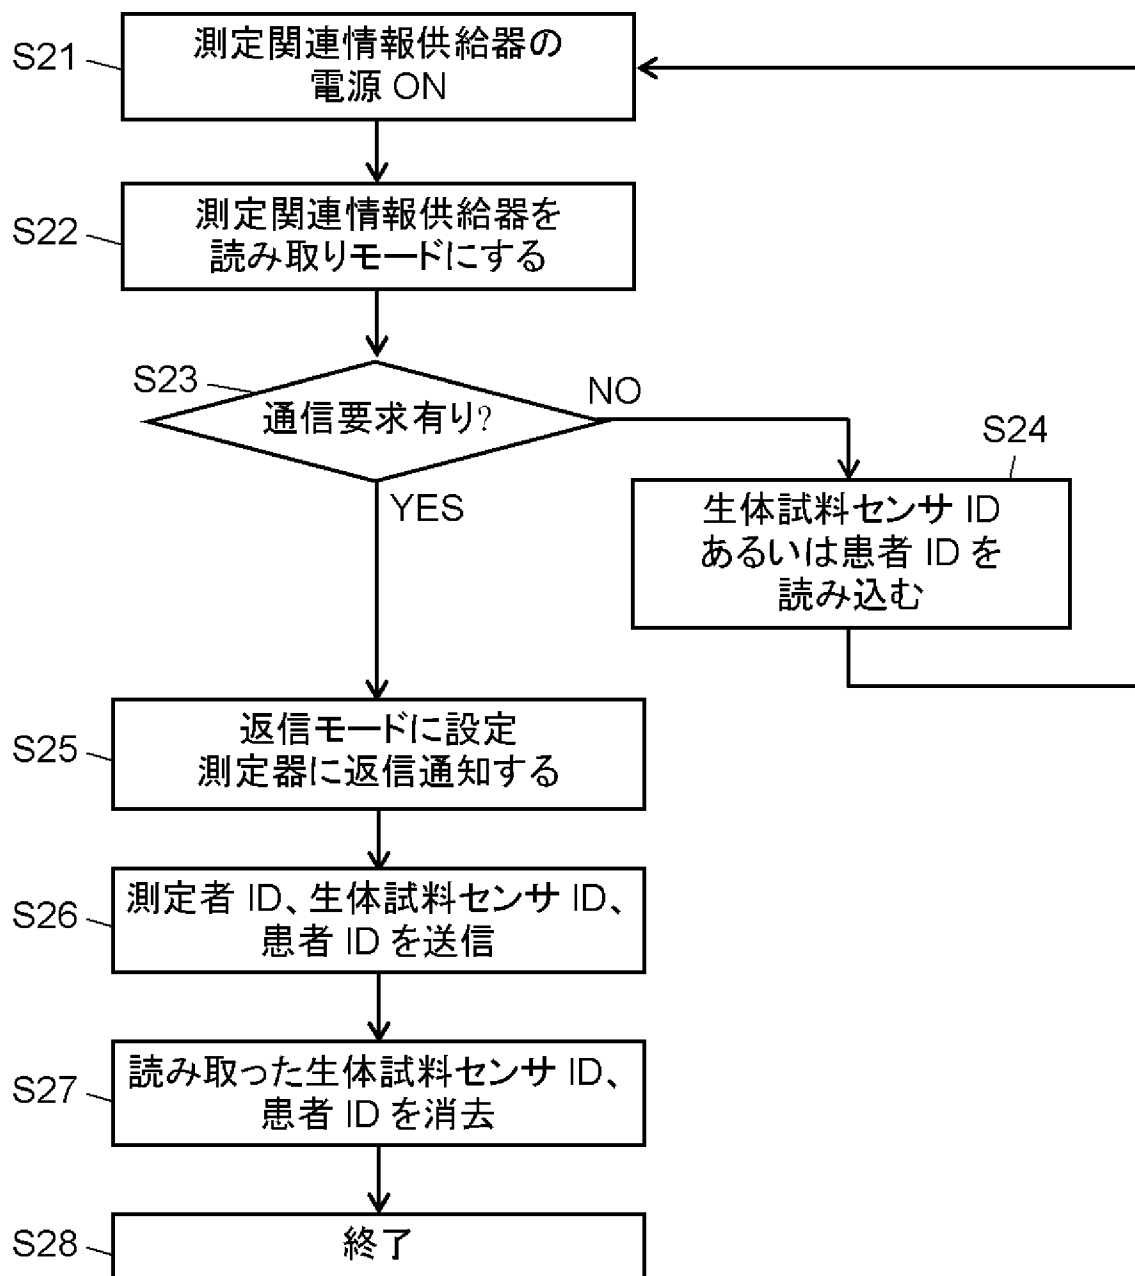 S21
測定関連情報供給器の
電源 ON
S22
測定関連情報供給器を
読み取りモードにする
S23
通信要求有り?
NO
YES
S24
生体試料センサ ID
あるいは患者 ID を
読み込む
S25
返信モードに設定
測定器に返信通知する
S26
測定者 ID、生体試料センサ ID、
患者 ID を送信
S27
読み取った生体試料センサ ID、
患者 ID を消去
S28
終了